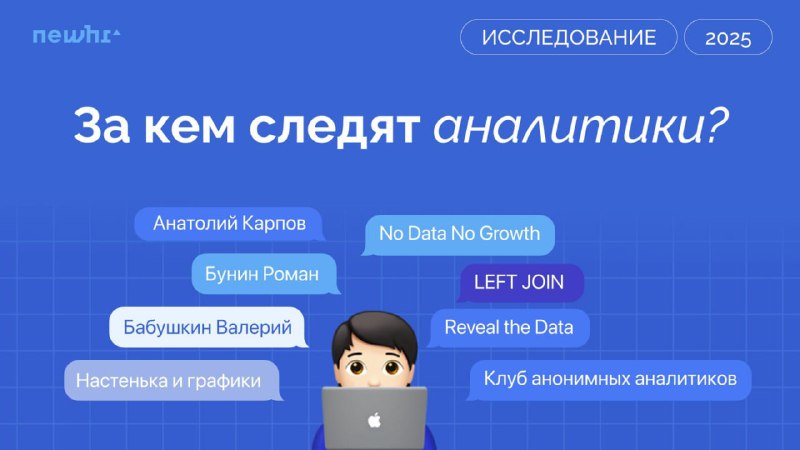 newhr
ИССЛЕДОВАНИЕ
2025
За кем следят аналитики?
Анатолий Карпов
No Data No Growth
Бунин Роман
LEFT JOIN
Бабушкин Валерий
Reveal the Data
Настенька и графики
Клуб анонимных аналитиков